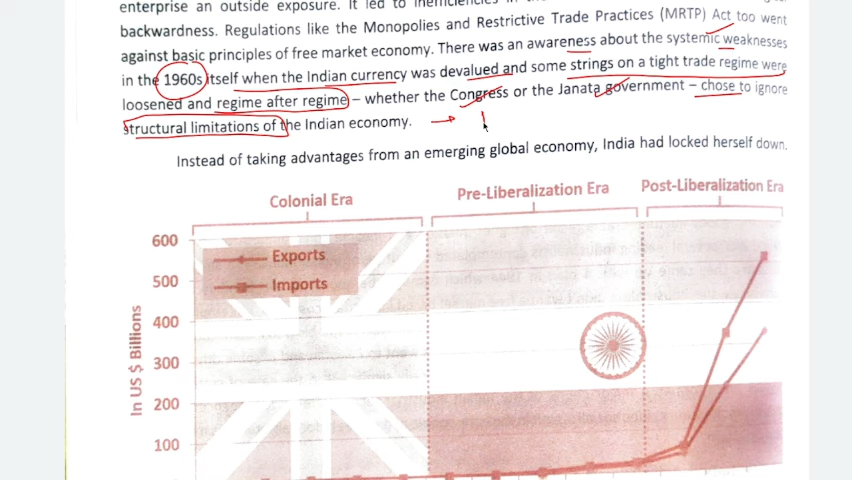 enterprise an outside exposure. It led to inefficiencies in
backwardness. Regulations like the Monopolies and Restrictive Trade Practices (MRTP) Act too went
against basic principles of free market economy. There was an awareness about the systemic weaknesses
in the 1960s itself when the Indian currency was devalued and some strings on a tight trade regime were
loosened and regime after regime – whether the Congress or the Janata government – chose to ignore
structural limitations of the Indian economy.
Instead of taking advantages from an emerging global economy, India had locked herself down.
Colonial Era
Pre-Liberalization Era
Post-Liberalization Era
600
Exports
Imports
500
400
300
200
100
In US $ Billions